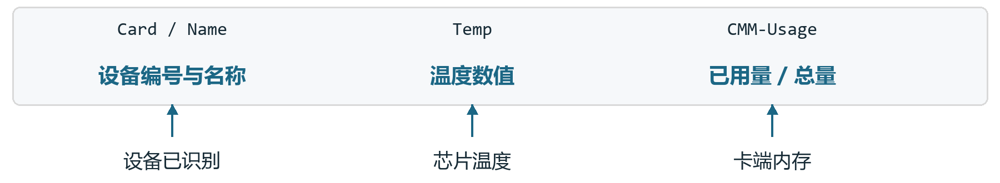 Card / Name
Temp
CMM-Usage
设备编号与名称
温度数值
已用量 / 总量
设备已识别
芯片温度
卡端内存